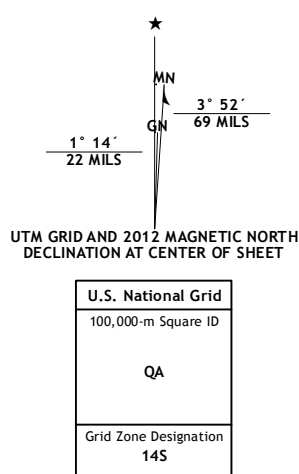 ★
MN
3° 52´
69 MILS
GN
1° 14´
22 MILS
UTM GRID AND 2012 MAGNETIC NORTH
DECLINATION AT CENTER OF SHEET
U.S. National Grid
100,000-m Square ID
QA
Grid Zone Designation
14S